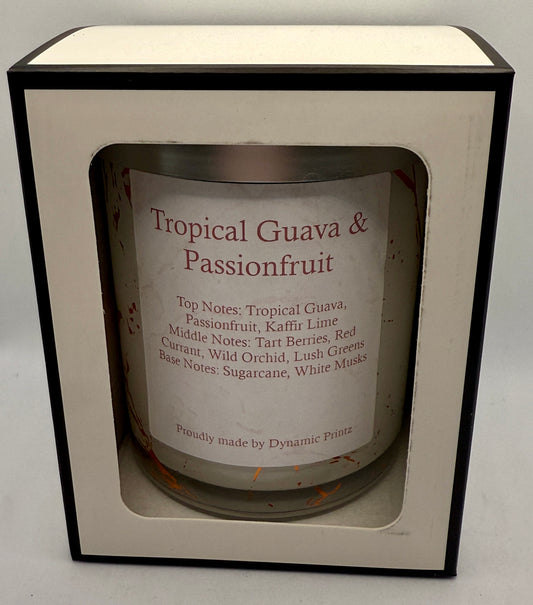 Tropical Guava &
Passionfruit
Top Notes: Tropical Guava,
Passionfruit, Kaffir Lime
Middle Notes: Tart Berries, Red
Currant, Wild Orchid, Lush Greens
Base Notes: Sugarcane, White Musks
Proudly made by Dynamic Printz